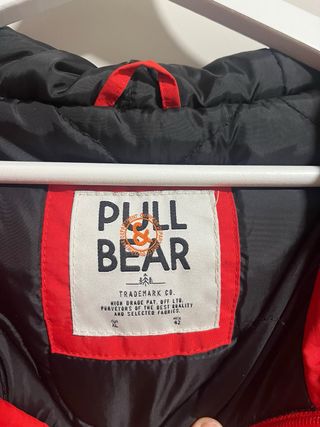 PULL
&
BEAR
TRADEMARK CO.
HIGH GRADE PAT. OFF LTD.
PURVEYORS OF THE BEST QUALITY
AND SELECTED FABRICS.
XL
42